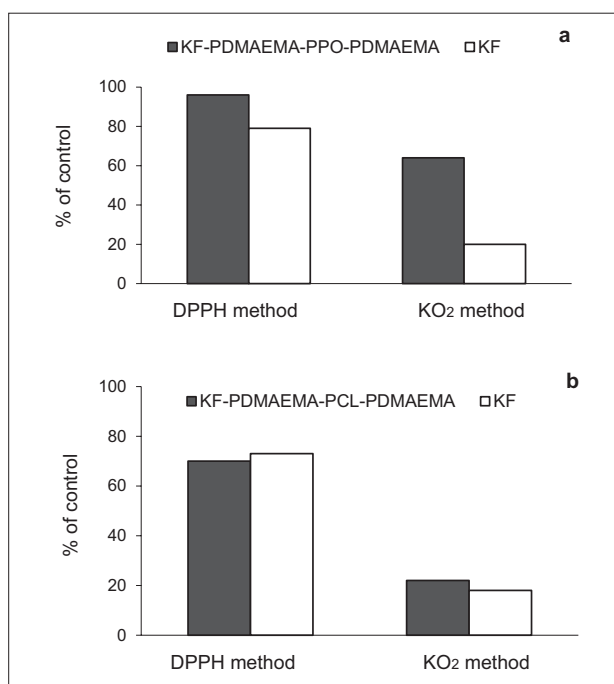 a
KF-PDMAEMA-PPO-PDMAEMA KF
100
80
60
40
20
0
% of control
DPPH method KO2 method
b
100
KF-PDMAEMA-PCL-PDMAEMA KF
80
60
40
20
0
% of control
DPPH method KO2 method